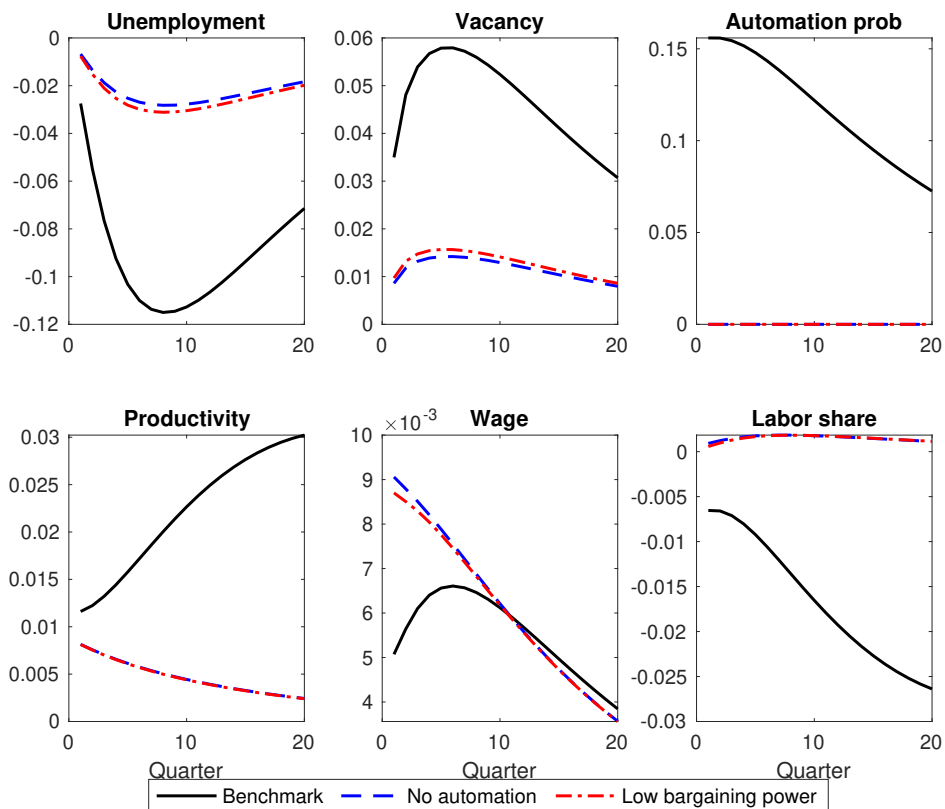 Unemployment
0
-0.02
-0.04
-0.06
-0.08
-0.1
-0.12
0 10 20
Vacancy
0.06
0.05
0.04
0.03
0.02
0.01
0
0 10 20
Automation prob
0.15
0.1
0.05
0
0 10 20
Productivity
0.03
0.025
0.02
0.015
0.01
0.005
0
0 10 20
Quarter
Wage
×10-3
10
9
8
7
6
5
4
0 10 20
Quarter
Labor share
0
-0.005
-0.01
-0.015
-0.02
-0.025
-0.03
0 10 20
Quarter
Benchmark No automation Low bargaining power